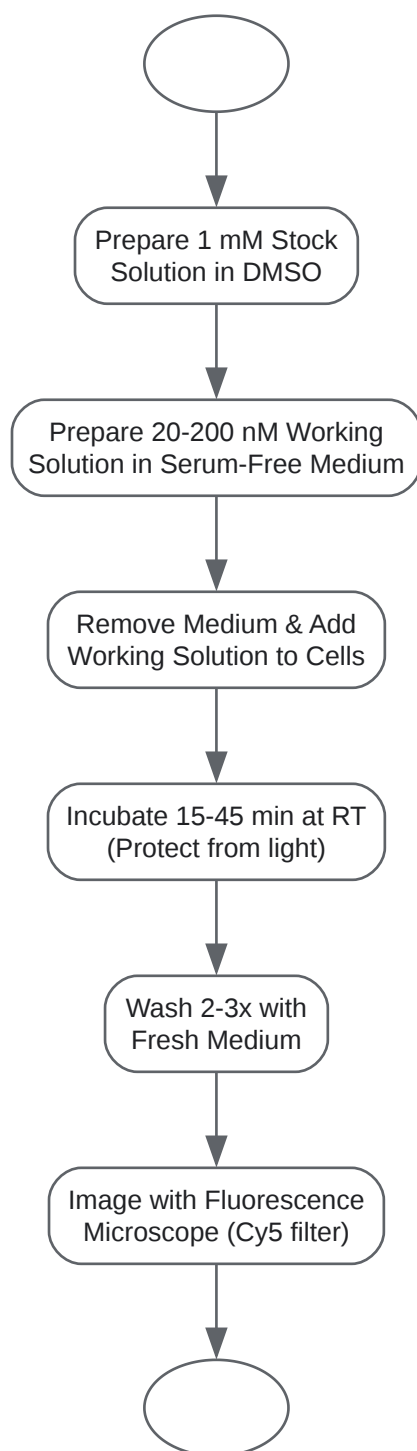 Prepare 1 mM Stock
Solution in DMSO
Prepare 20-200 nM Working
Solution in Serum-Free Medium
Remove Medium & Add
Working Solution to Cells
Incubate 15-45 min at RT
(Protect from light)
Wash 2-3x with
Fresh Medium
Image with Fluorescence
Microscope (Cy5 filter)